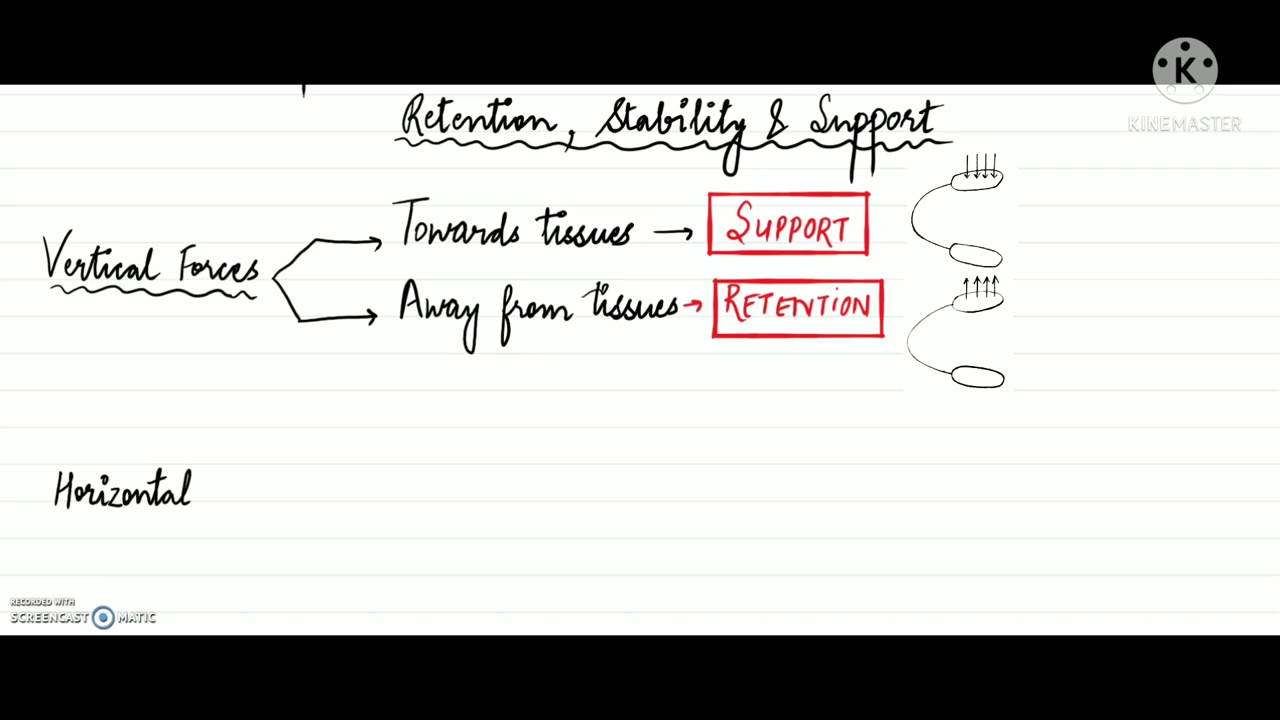 K
KINEMASTER
Retention, Stability & Support
Towards tissues → SUPPORT
Vertical Forces
Away from tissues → RETENTION
Horizontal
RECORDED WITH
SCREENCAST MATIC